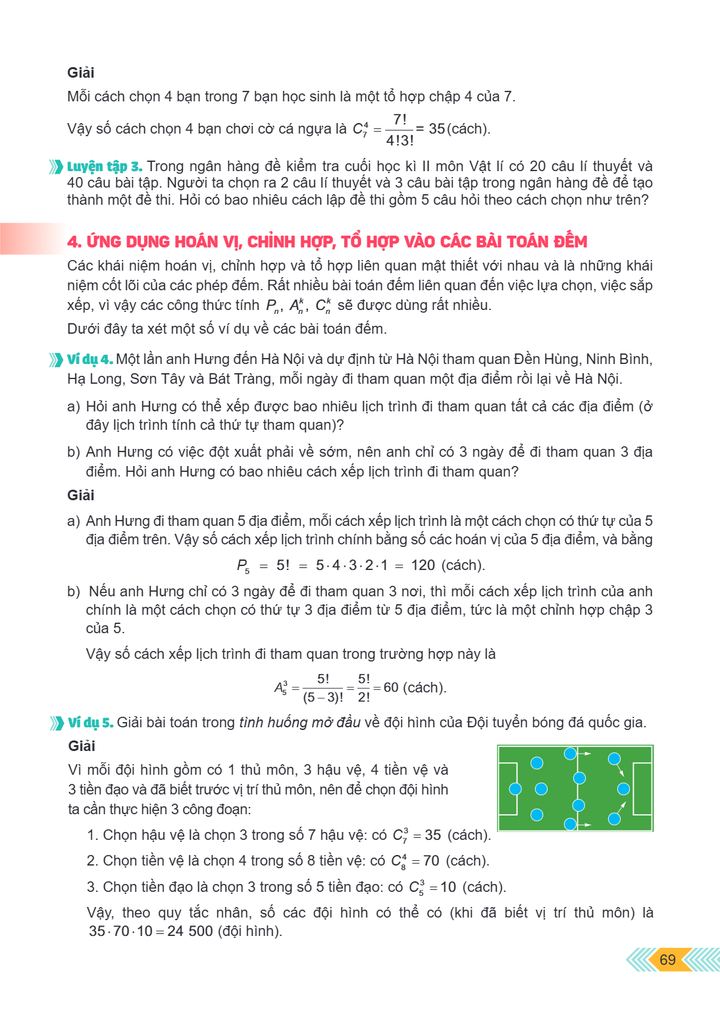 Giải
Mỗi cách chọn 4 bạn trong 7 bạn học sinh là một tổ hợp chập 4 của 7.
Vậy số cách chọn 4 bạn chơi cờ cá ngựa là $C_7^4 = \frac{7!}{4!3!} = 35$ (cách).
Luyện tập 3. Trong ngân hàng đề kiểm tra cuối học kì II môn Vật lí có 20 câu lí thuyết và
40 câu bài tập. Người ta chọn ra 2 câu lí thuyết và 3 câu bài tập trong ngân hàng đề để tạo
thành một đề thi. Hỏi có bao nhiêu cách lập đề thi gồm 5 câu hỏi theo cách chọn như trên?
4. ỨNG DỤNG HOÁN VỊ, CHỈNH HỢP, TỔ HỢP VÀO CÁC BÀI TOÁN ĐẾM
Các khái niệm hoán vị, chỉnh hợp và tổ hợp liên quan mật thiết với nhau và là những khái
niệm cốt lõi của các phép đếm. Rất nhiều bài toán đếm liên quan đến việc lựa chọn, việc sắp
xếp, vì vậy các công thức tính $P_n$, $A_n^k$, $C_n^k$ sẽ được dùng rất nhiều.
Dưới đây ta xét một số ví dụ về các bài toán đếm.
Ví dụ 4. Một lần anh Hưng đến Hà Nội và dự định từ Hà Nội tham quan Đền Hùng, Ninh Bình,
Hạ Long, Sơn Tây và Bát Tràng, mỗi ngày đi tham quan một địa điểm rồi lại về Hà Nội.
a) Hỏi anh Hưng có thể xếp được bao nhiêu lịch trình đi tham quan tất cả các địa điểm (ở
đây lịch trình tính cả thứ tự tham quan)?
b) Anh Hưng có việc đột xuất phải về sớm, nên anh chỉ có 3 ngày để đi tham quan 3 địa
điểm. Hỏi anh Hưng có bao nhiêu cách xếp lịch trình đi tham quan?
Giải
a) Anh Hưng đi tham quan 5 địa điểm, mỗi cách xếp lịch trình là một cách chọn có thứ tự của 5
địa điểm trên. Vậy số cách xếp lịch trình chính bằng số các hoán vị của 5 địa điểm, và bằng
$P_5 = 5! = 5 \cdot 4 \cdot 3 \cdot 2 \cdot 1 = 120$ (cách).
b) Nếu anh Hưng chỉ có 3 ngày để đi tham quan 3 nơi, thì mỗi cách xếp lịch trình của anh
chính là một cách chọn có thứ tự 3 địa điểm từ 5 địa điểm, tức là một chỉnh hợp chập 3
của 5.
Vậy số cách xếp lịch trình đi tham quan trong trường hợp này là
$A_5^3 = \frac{5!}{(5-3)!} = \frac{5!}{2!} = 60$ (cách).
Ví dụ 5. Giải bài toán trong tình huống mở đầu về đội hình của Đội tuyển bóng đá quốc gia.
Giải
Vì mỗi đội hình gồm có 1 thủ môn, 3 hậu vệ, 4 tiền vệ và
3 tiền đạo và đã biết trước vị trí thủ môn, nên để chọn đội hình
ta cần thực hiện 3 công đoạn:
1. Chọn hậu vệ là chọn 3 trong số 7 hậu vệ: có $C_7^3 = 35$ (cách).
2. Chọn tiền vệ là chọn 4 trong số 8 tiền vệ: có $C_8^4 = 70$ (cách).
3. Chọn tiền đạo là chọn 3 trong số 5 tiền đạo: có $C_5^3 = 10$ (cách).
Vậy, theo quy tắc nhân, số các đội hình có thể có (khi đã biết vị trí thủ môn) là
$35 \cdot 70 \cdot 10 = 24 500$ (đội hình).
69